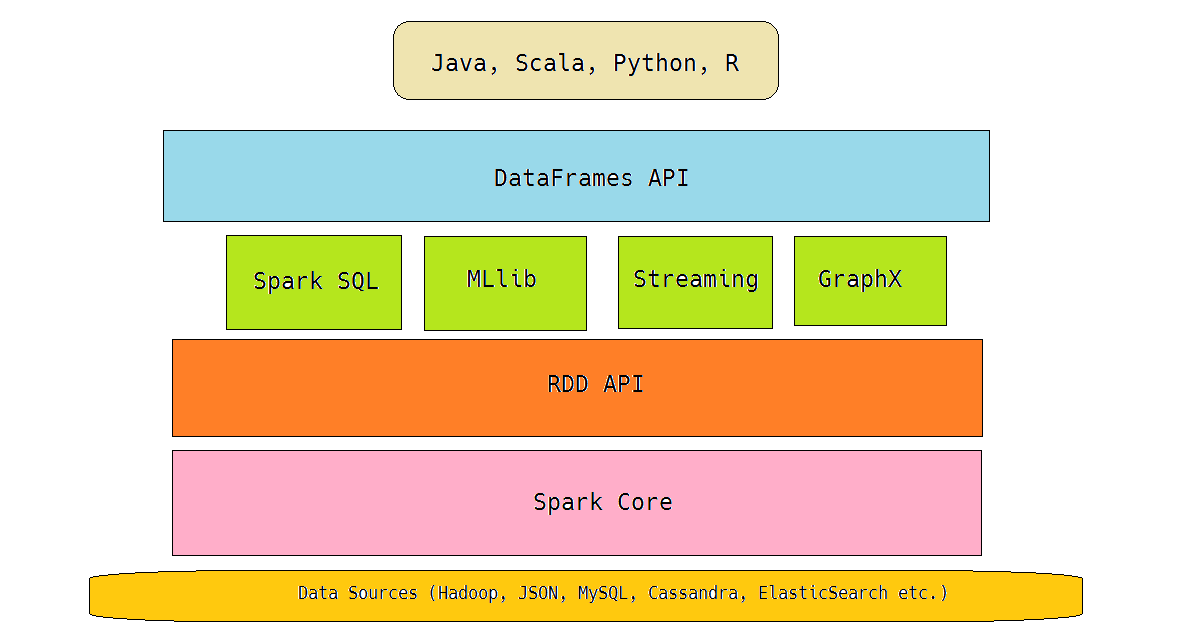 Java, Scala, Python, R
DataFrames API
Spark SQL
MLlib
Streaming
GraphX
RDD API
Spark Core
Data Sources (Hadoop, JSON, MySQL, Cassandra, ElasticSearch etc.)